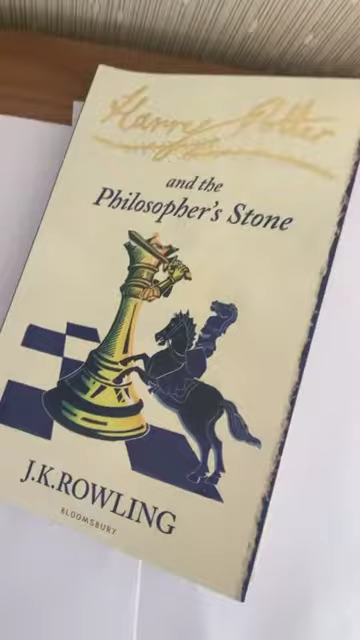 Harry Potter
and the
Philosopher's Stone
J.K.ROWLING
BLOOMSBURY